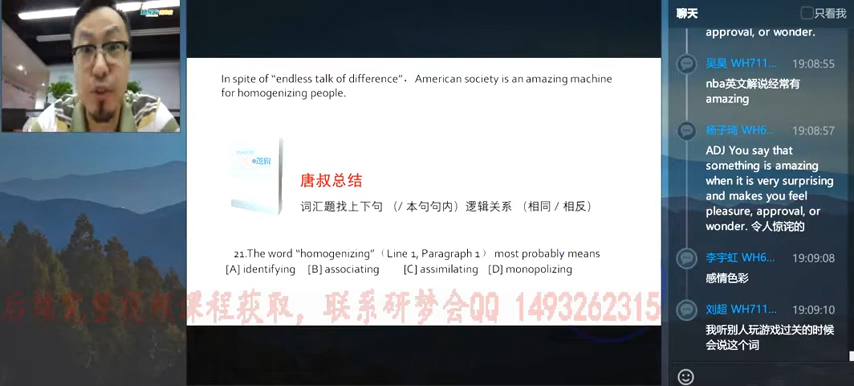 In spite of “endless talk of difference”， American society is an amazing machine
for homogenizing people.
逻辑
唐叔总结
词汇题找上下句 （/ 本句句内）逻辑关系 （相同 / 相反）
21.The word “homogenizing”（Line 1, Paragraph 1） most probably means
[A] identifying [B] associating [C] assimilating [D] monopolizing
后续完整视频课程获取，联系研梦会QQ 1493262315
聊天
只看我
approval, or wonder.
吴昊 WH711... 19:08:55
nba英文解说经常有
amazing
杨子琦 WH6... 19:08:57
ADJ You say that
something is amazing
when it is very surprising
and makes you feel
pleasure, approval, or
wonder. 令人惊诧的
李宇虹 WH6... 19:09:08
感情色彩
刘超 WH711... 19:09:10
我听别人玩游戏过关的时候
会说这个词